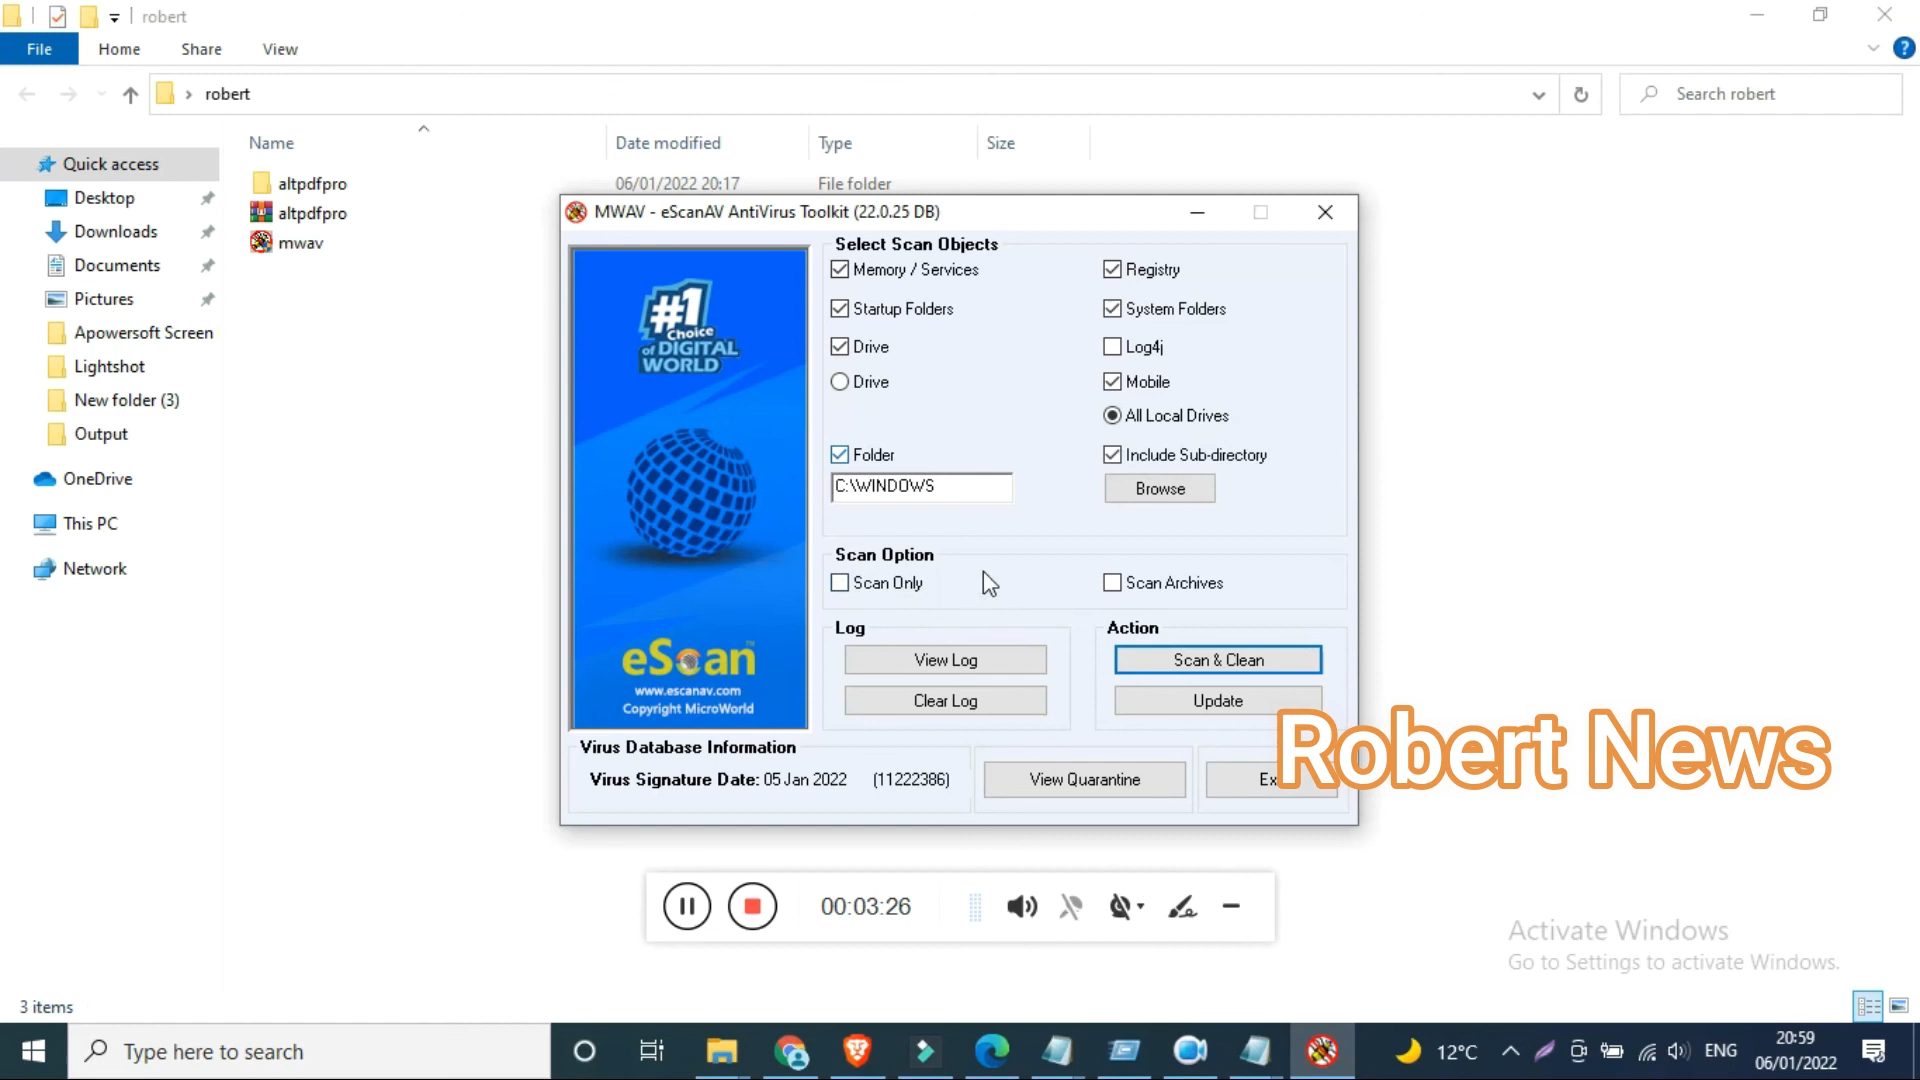 robert
File
Home
Share
View
robert
Search robert
Name
Date modified
Type
Size
Quick access
Desktop
Downloads
Documents
Pictures
Apowersoft Screen
Lightshot
New folder (3)
Output
OneDrive
This PC
Network
altpdfpro
06/01/2022 20:17
File folder
altpdfpro
mwav
MWAV - eScanAV AntiVirus Toolkit (22.0.25 DB)
#1
Choice
of DIGITAL
WORLD
eScan
www.escanav.com
Copyright MicroWorld
Select Scan Objects
Memory / Services
Registry
Startup Folders
System Folders
Drive
Log4j
Drive
Mobile
All Local Drives
Folder
Include Sub-directory
C:\WINDOWS
Browse
Scan Option
Scan Only
Scan Archives
Log
View Log
Clear Log
Action
Scan & Clean
Update
Virus Database Information
Virus Signature Date: 05 Jan 2022 (11222386)
View Quarantine
Robert News
00:03:26
Activate Windows
Go to Settings to activate Windows.
3 items
Type here to search
12°C
ENG
20:59
06/01/2022